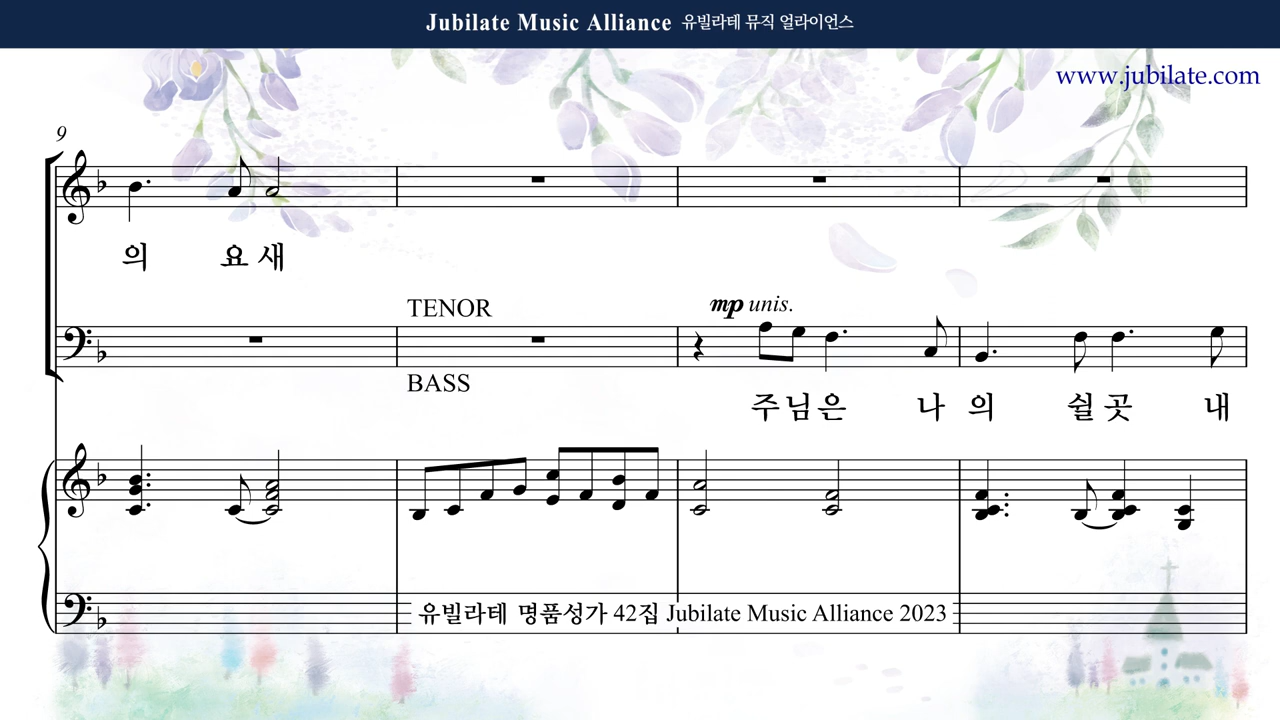 Jubilate Music Alliance 유빌라테 뮤직 얼라이언스
www.jubilate.com
9
의 요 새
TENOR
mp unis.
BASS
주 님 은 나 의 쉴 곳 내
유빌라테 명품성가 42집 Jubilate Music Alliance 2023